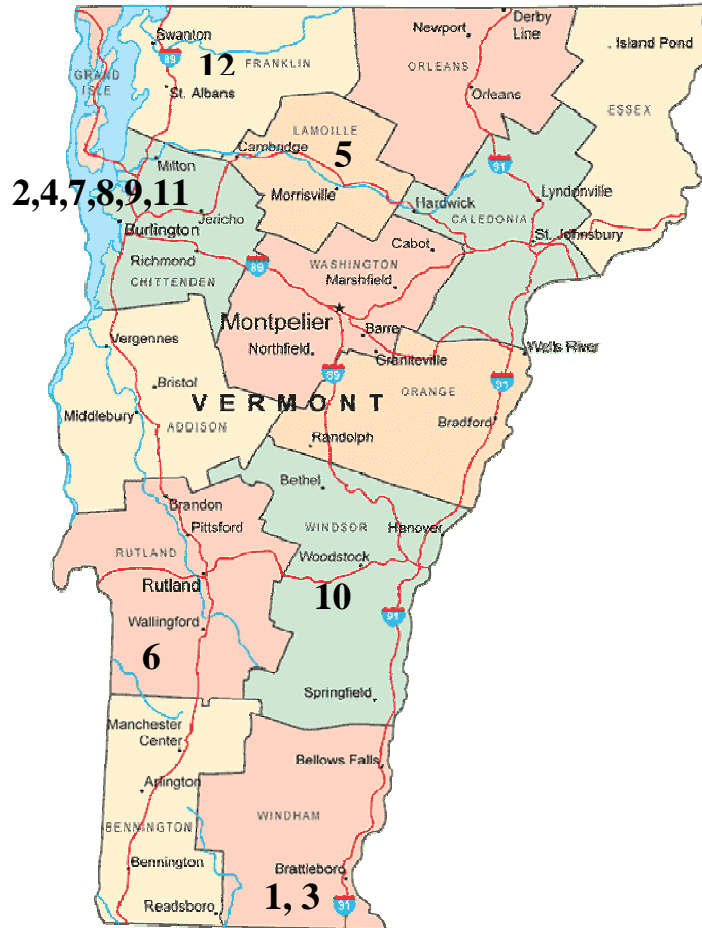 Derby
Line
Newport
Swanton
Island Pond
89
12
FRANKLIN
ORLEANS
GRAND
ISLE
St. Albans
Orleans
ESSEX
LAMOILLE
Cambridge
5
Milton
91
2,4,7,8,9,11
Morrisville
Hardwick
Lyndonville
Jericho
CALEDONIA
Burlington
St. Johnsbury
Cabot
Richmond
89
WASHINGTON
CHITTENDEN
Marshfield
Montpelier
Barre
Vergennes
Northfield
Graniteville
Wells River
89
91
Bristol
ORANGE
VERMONT
Middlebury
ADDISON
Bradford
Randolph
Bethel
Brandon
Pittsford
WINDSOR
Hanover
RUTLAND
Woodstock
Rutland
10
Wallingford
91
6
Springfield
Manchester
Center
Bellows Falls
Arlington
WINDHAM
BENNINGTON
Bennington
Brattleboro
1, 3
91
Readsboro